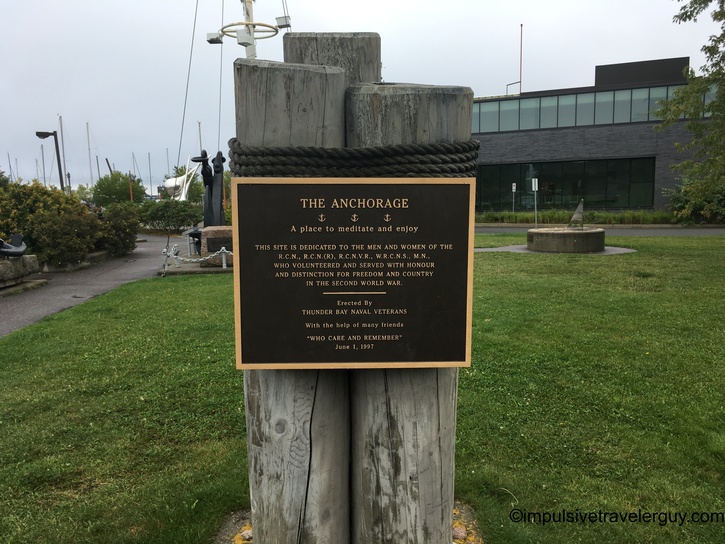 THE ANCHORAGE
A place to meditate and enjoy
THIS SITE IS DEDICATED TO THE MEN AND WOMEN OF THE
R.C.N., R.C.N.(R), R.C.N.V.R., W.R.C.N.S., M.N.,
WHO VOLUNTEERED AND SERVED WITH HONOUR
AND DISTINCTION FOR FREEDOM AND COUNTRY
IN THE SECOND WORLD WAR.
Erected By
THUNDER BAY NAVAL VETERANS
With the help of many friends
"WHO CARE AND REMEMBER"
June 1, 1997
©impulsivetravelerguy.com